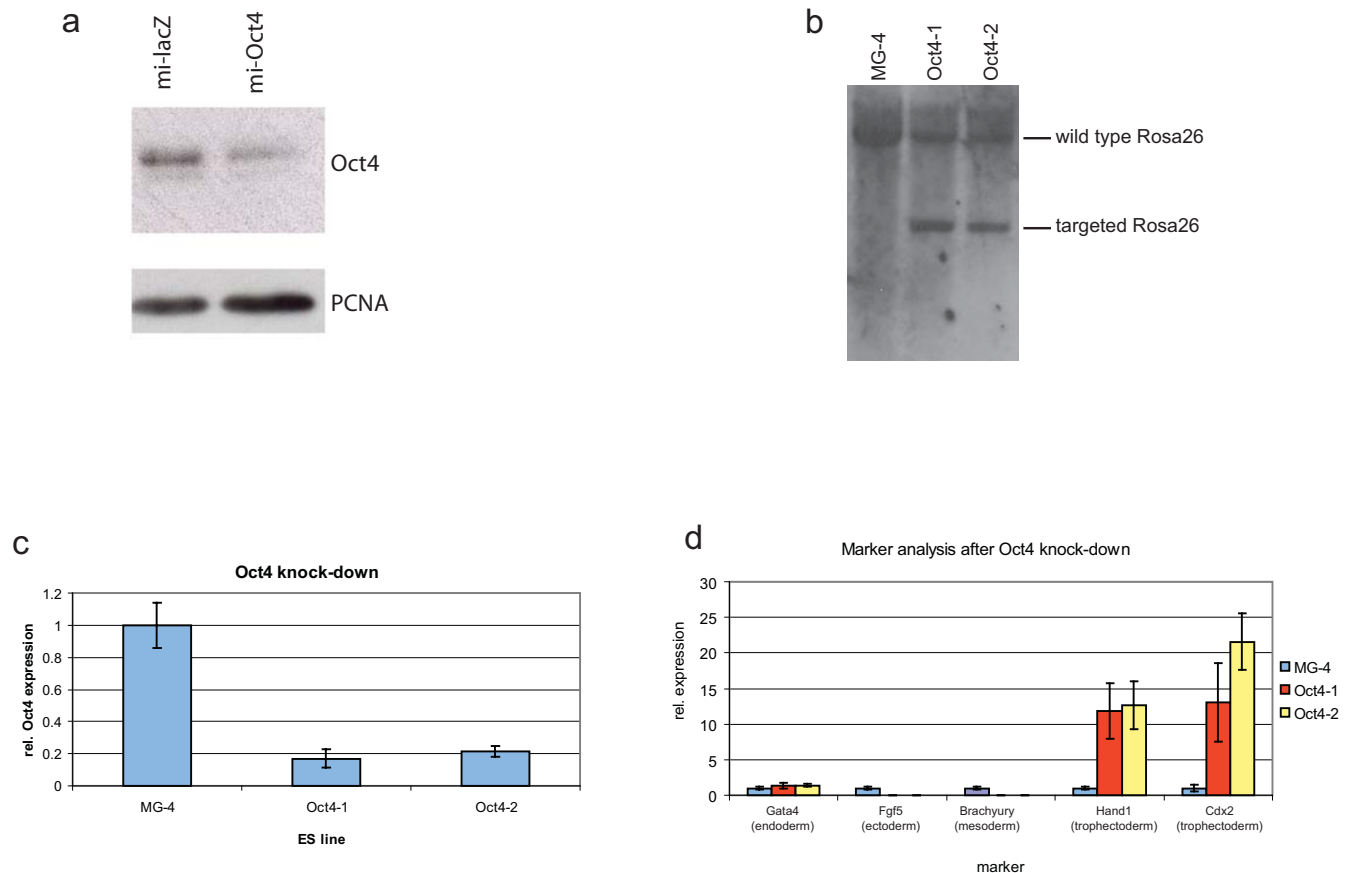 a
mi-lacZ
mi-Oct4
Oct4
PCNA
b
MG-4
Oct4-1
Oct4-2
wild type Rosa26
targeted Rosa26
c
Oct4 knock-down
rel. Oct4 expression
1.2
1
0.8
0.6
0.4
0.2
0
MG-4
Oct4-1
Oct4-2
ES line
d
Marker analysis after Oct4 knock-down
rel. expression
30
25
20
15
10
5
0
Gata4
(endoderm)
Fgf5
(ectoderm)
Brachyury
(mesoderm)
Hand1
(trophectoderm)
Cdx2
(trophectoderm)
marker
MG-4
Oct4-1
Oct4-2